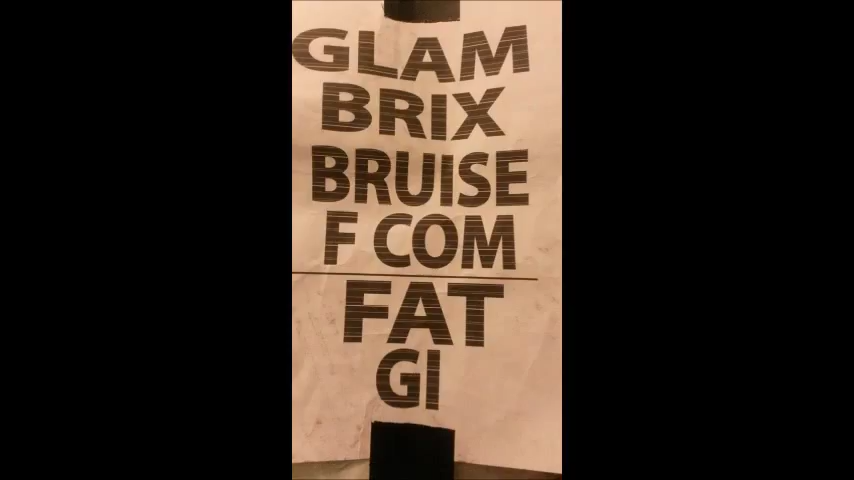 GLAM
BRIX
BRUISE
F COM
FAT
GI